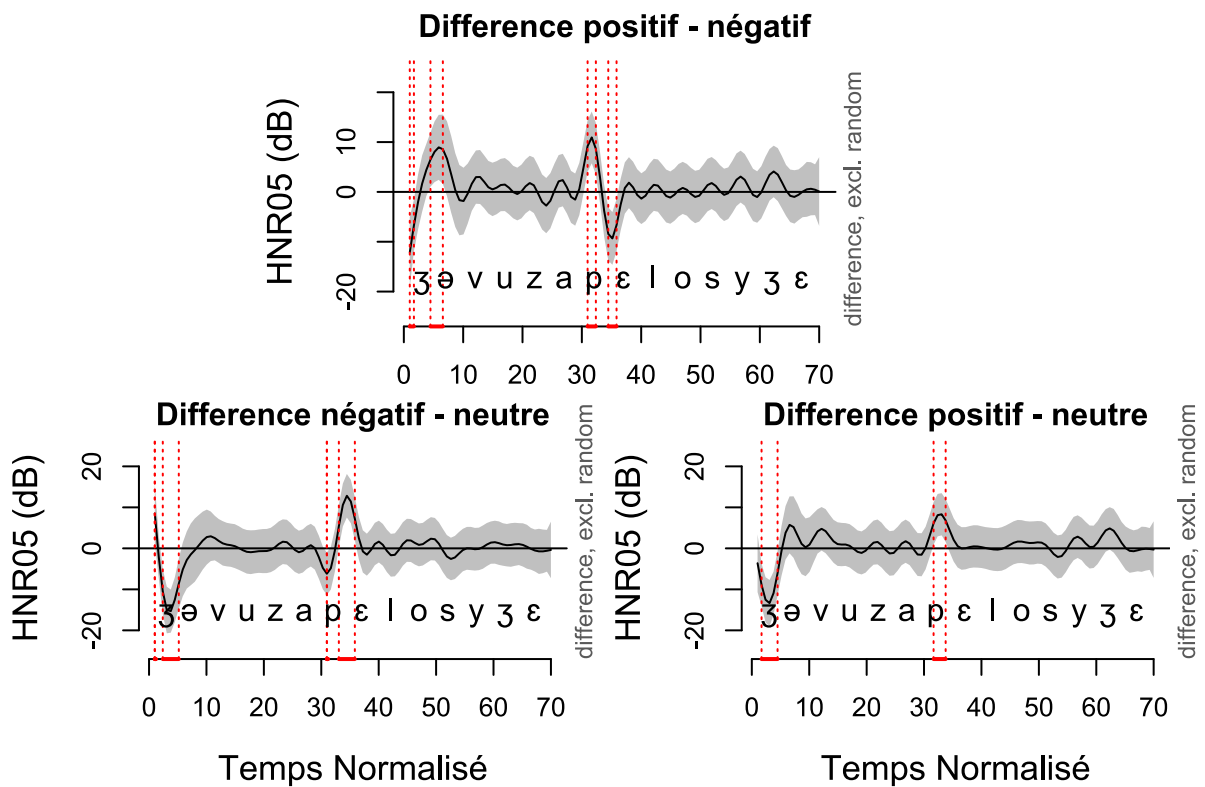 Difference positif - négatif
HNR05 (dB)
10
0
-20
ʒ ə v u z a p ɛ l o s y ʒ ɛ
difference, excl. random
0 10 20 30 40 50 60 70
Difference négatif - neutre
HNR05 (dB)
20
0
-20
ʒ ə v u z a p ɛ l o s y ʒ ɛ
difference, excl. random
0 10 20 30 40 50 60 70
Temps Normalisé
Difference positif - neutre
HNR05 (dB)
20
0
-20
ʒ ə v u z a p ɛ l o s y ʒ ɛ
difference, excl. random
0 10 20 30 40 50 60 70
Temps Normalisé